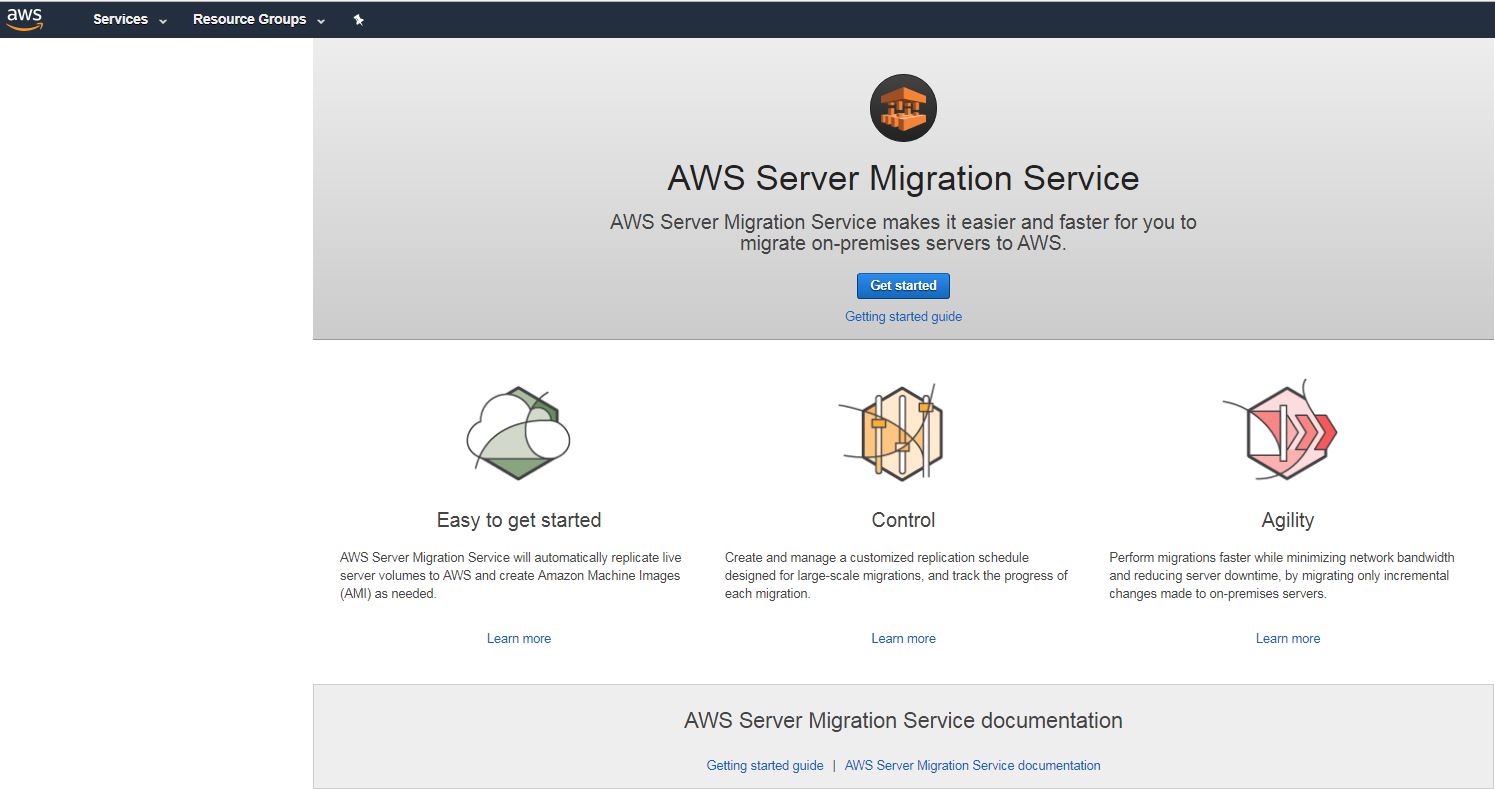 aws Services Resource Groups
AWS Server Migration Service
AWS Server Migration Service makes it easier and faster for you to
migrate on-premises servers to AWS.
Get started
Getting started guide
Easy to get started
AWS Server Migration Service will automatically replicate live
server volumes to AWS and create Amazon Machine Images
(AMI) as needed.
Learn more
Control
Create and manage a customized replication schedule
designed for large-scale migrations, and track the progress of
each migration.
Learn more
Agility
Perform migrations faster while minimizing network bandwidth
and reducing server downtime, by migrating only incremental
changes made to on-premises servers.
Learn more
AWS Server Migration Service documentation
Getting started guide | AWS Server Migration Service documentation